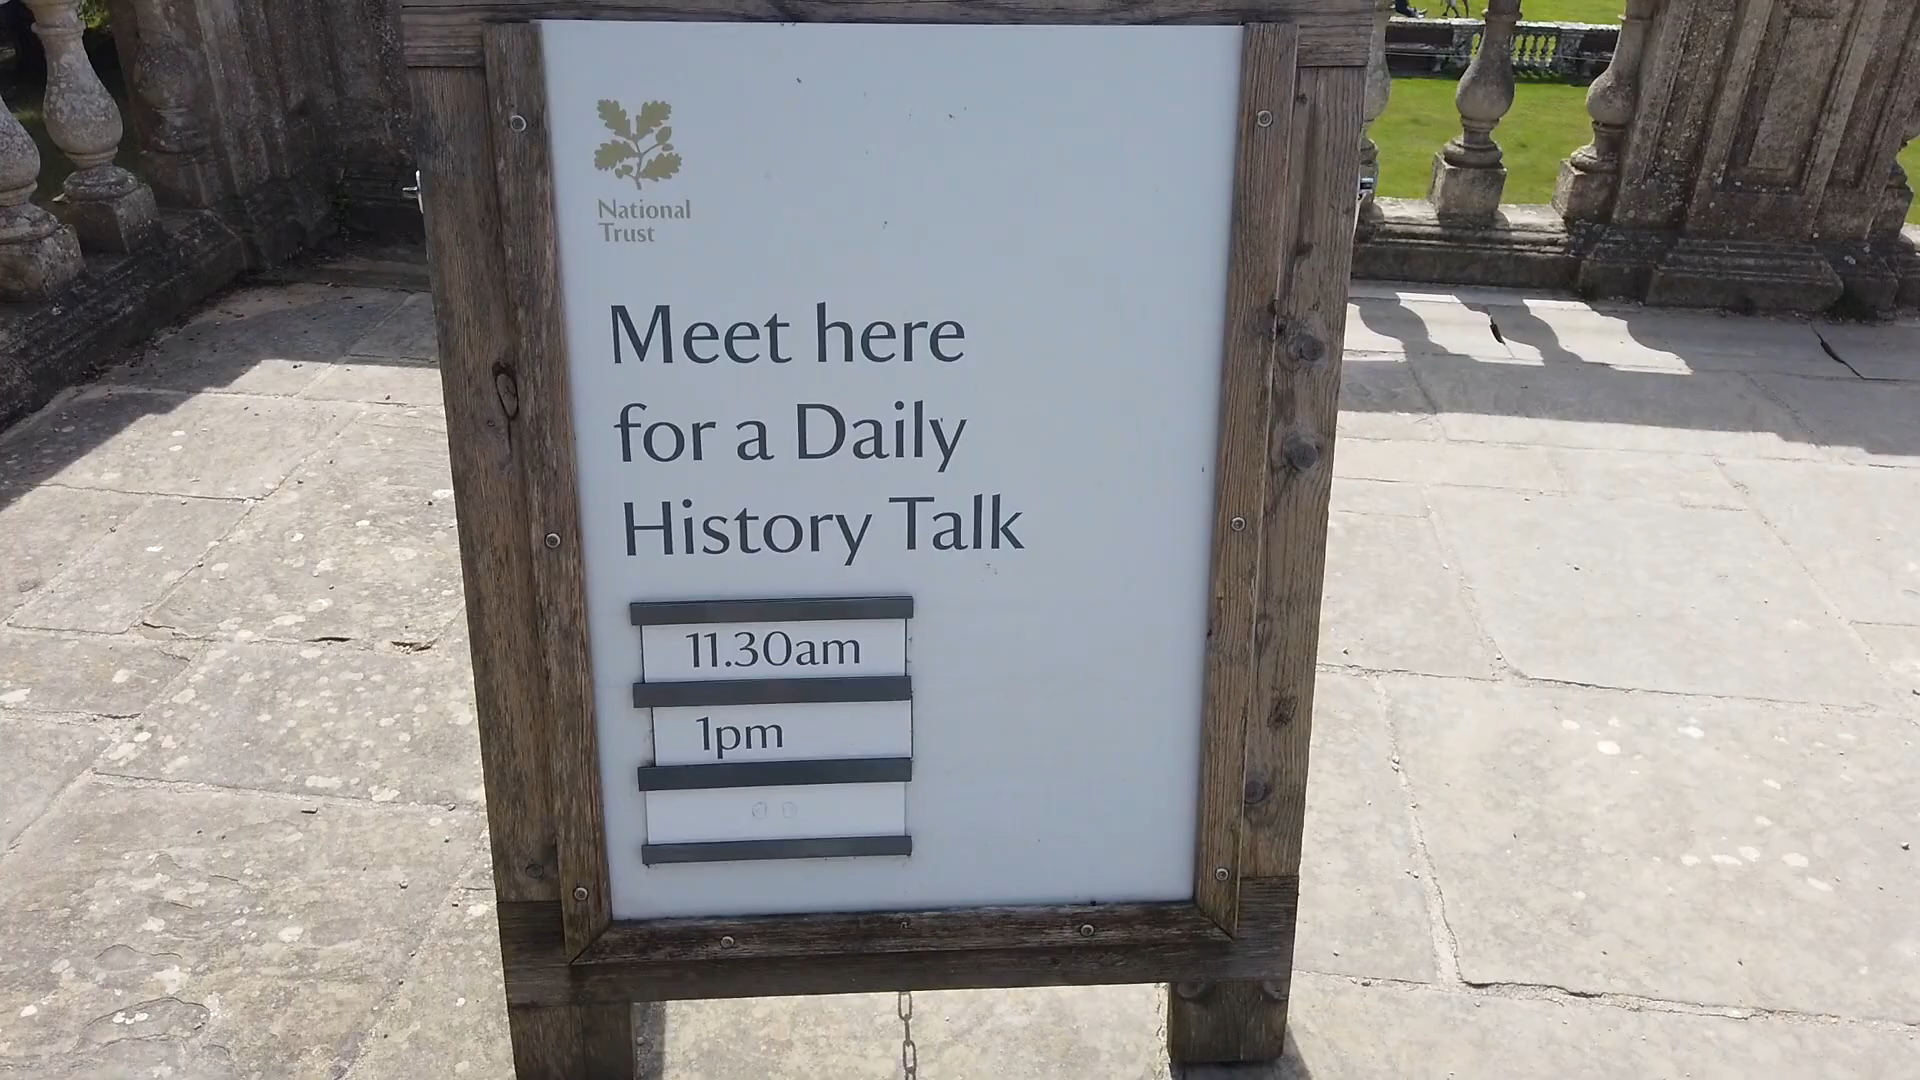 National
Trust
Meet here
for a Daily
History Talk
11.30am
1pm